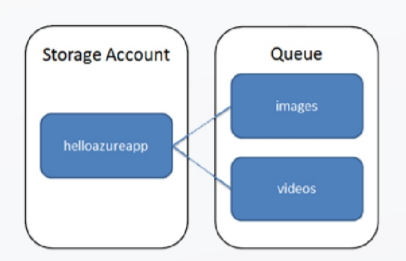 Storage Account
helloazureapp
Queue
images
videos